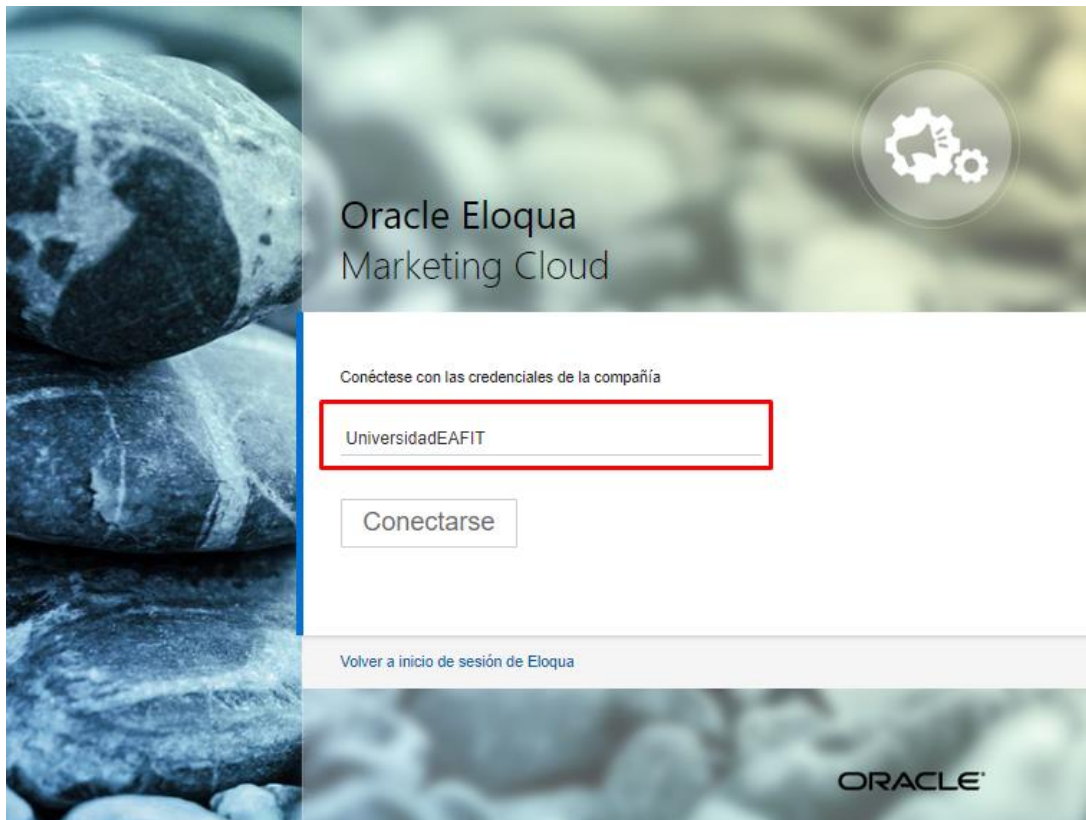 Oracle Eloqua
Marketing Cloud
Conéctese con las credenciales de la compañía
UniversidadEAFIT
Conectarse
Volver a inicio de sesión de Eloqua
ORACLE